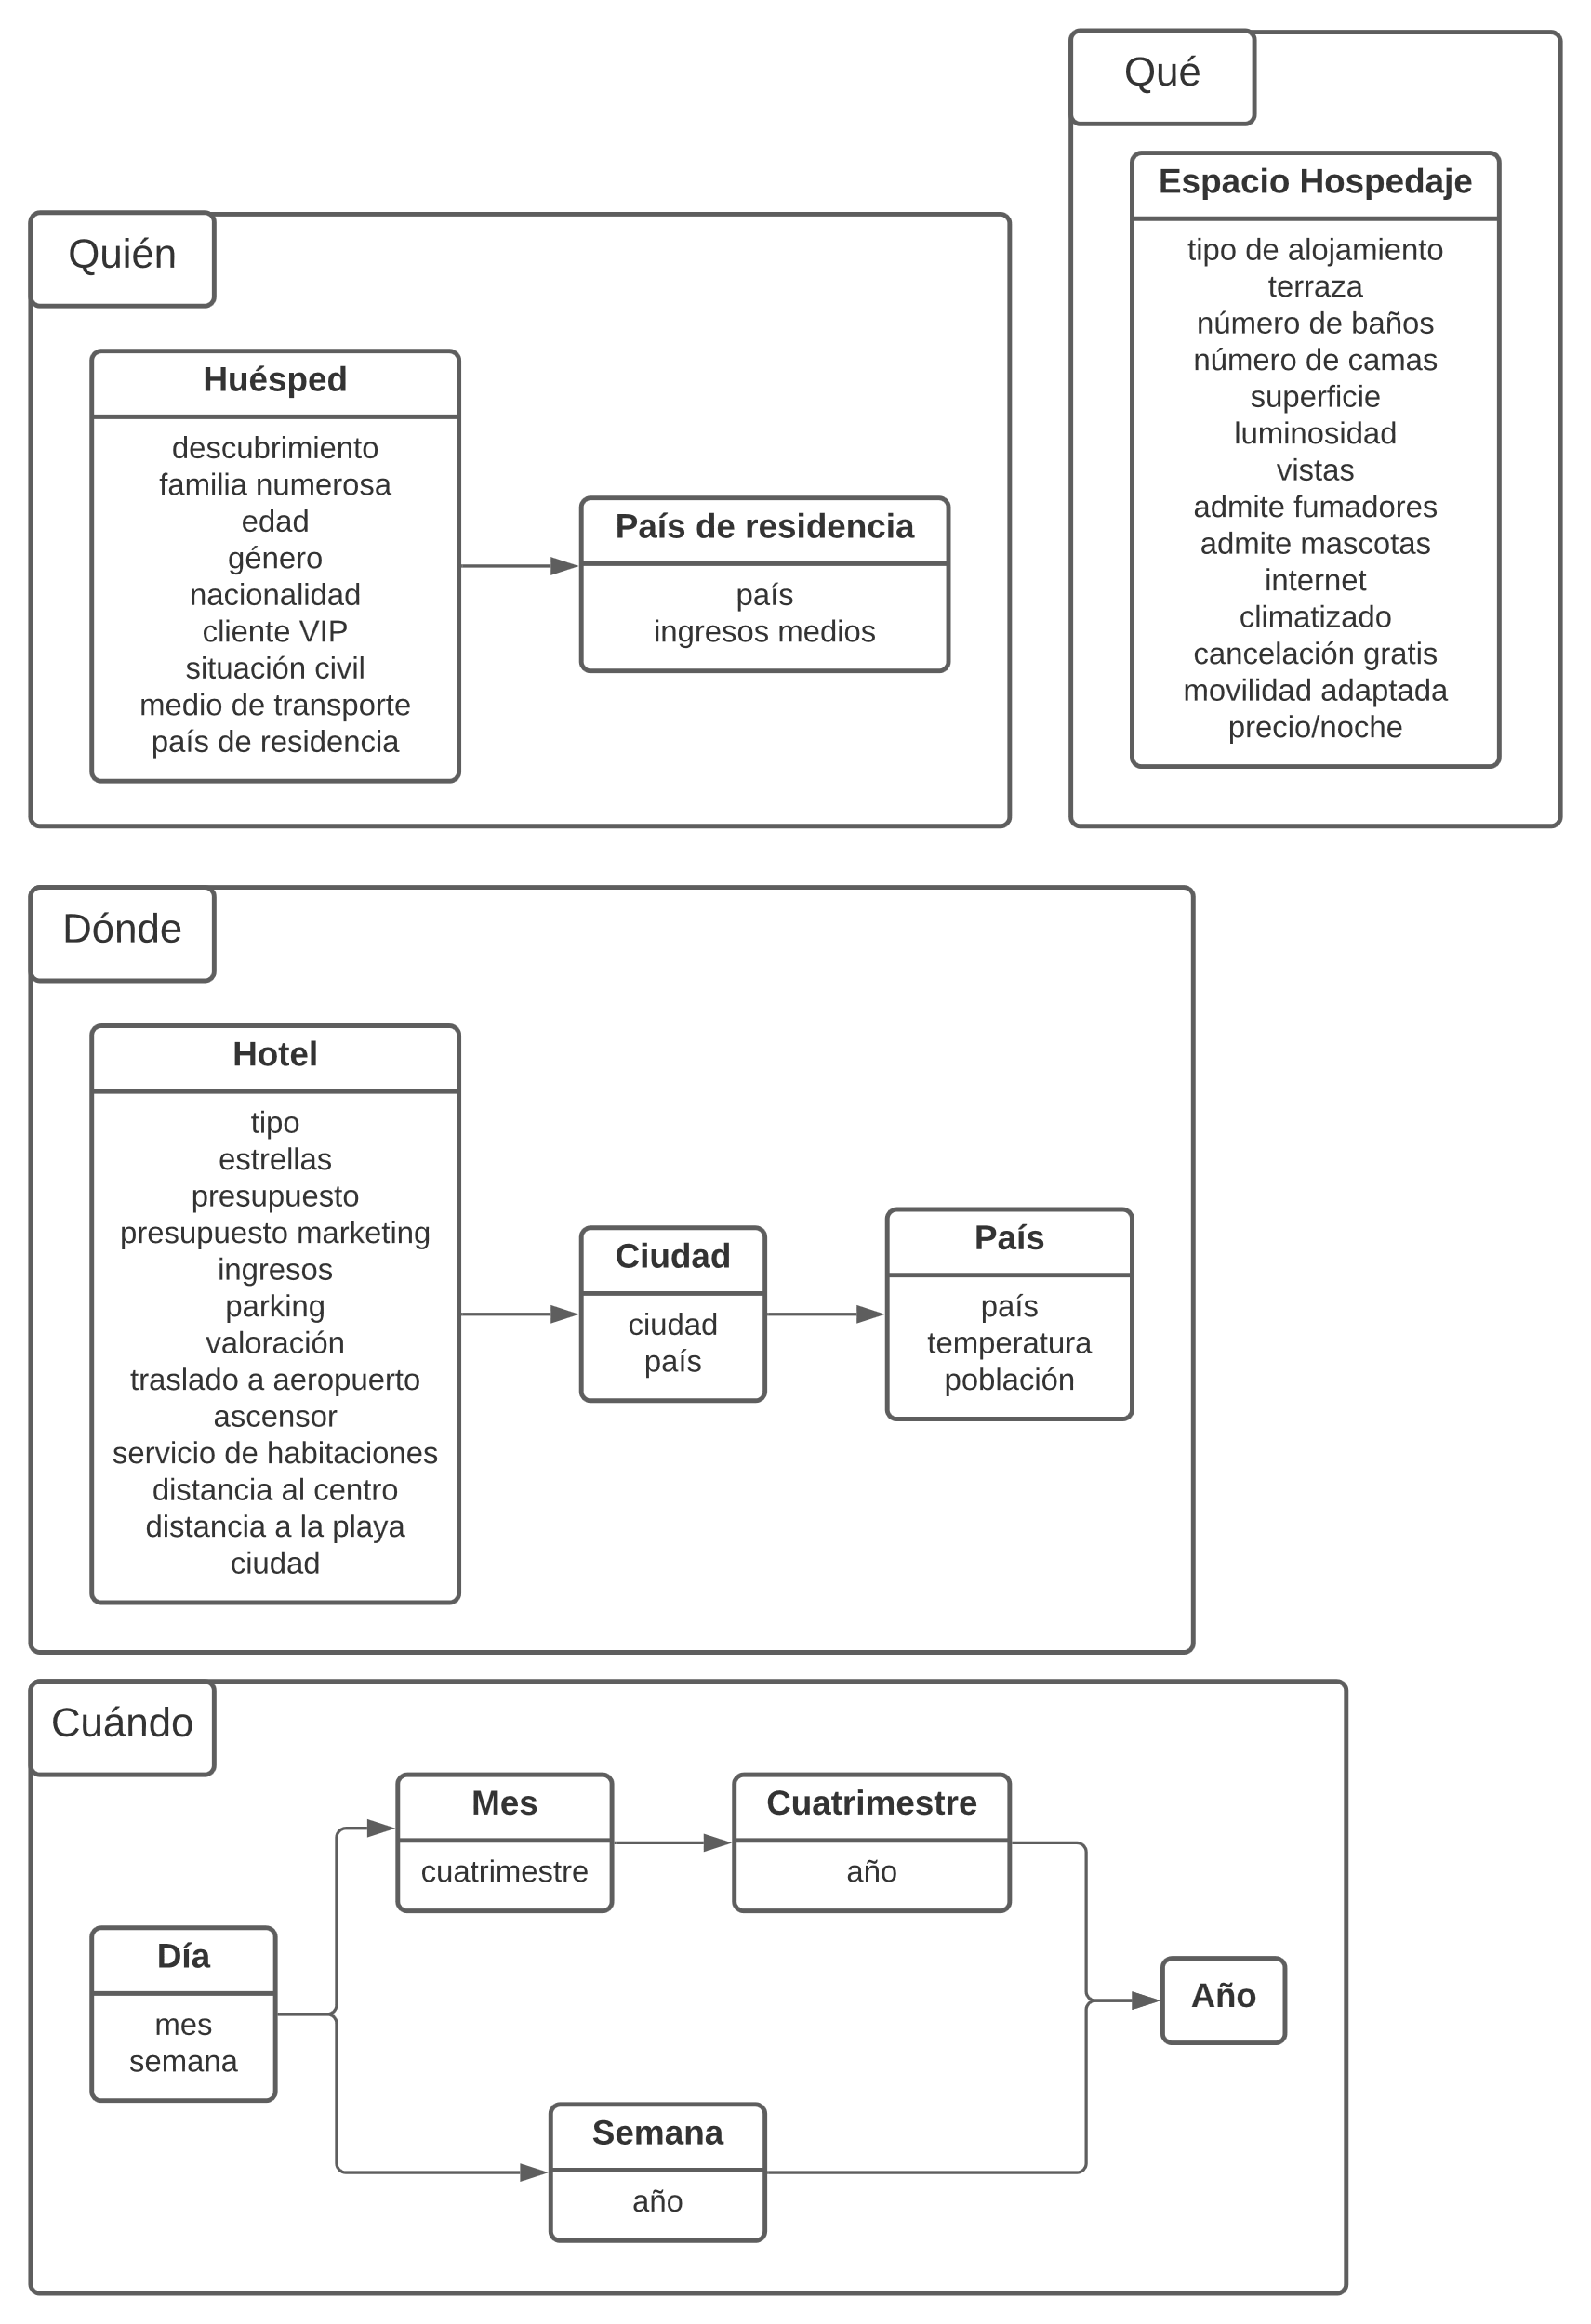 Qué
Espacio Hospedaje
tipo de alojamiento
terraza
número de baños
número de camas
superficie
luminosidad
vistas
admite fumadores
admite mascotas
internet
climatizado
cancelación gratis
movilidad adaptada
precio/noche
Quién
Huésped
descubrimiento
familia numerosa
edad
género
nacionalidad
cliente VIP
situación civil
medio de transporte
país de residencia
País de residencia
país
ingresos medios
Dónde
Hotel
tipo
estrellas
presupuesto
presupuesto marketing
ingresos
parking
valoración
traslado a aeropuerto
ascensor
servicio de habitaciones
distancia al centro
distancia a la playa
ciudad
Ciudad
ciudad
país
País
país
temperatura
población
Cuándo
Día
mes
semana
Mes
cuatrimestre
Cuatrimestre
año
Semana
año
Año